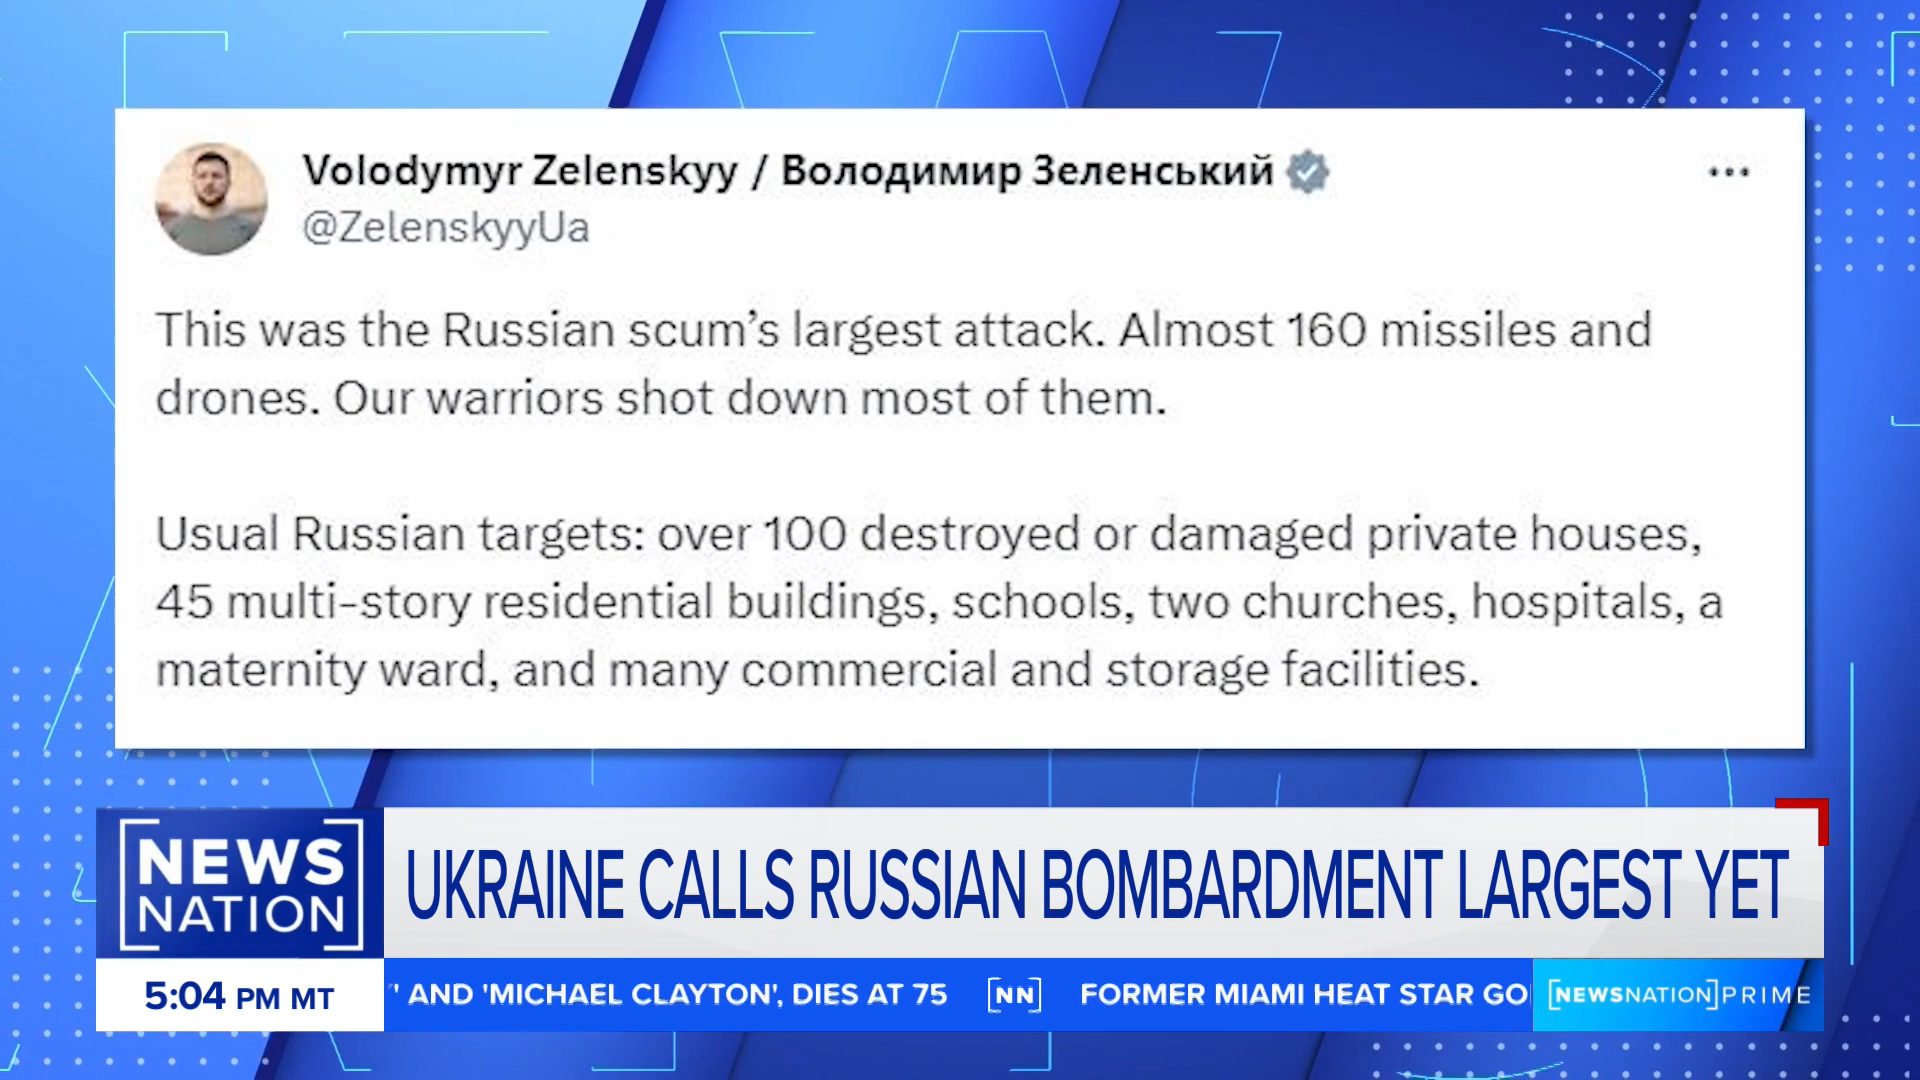 Volodymyr Zelenskyy / Володимир Зеленський
@ZelenskyyUa
This was the Russian scum’s largest attack. Almost 160 missiles and
drones. Our warriors shot down most of them.
Usual Russian targets: over 100 destroyed or damaged private houses,
45 multi-story residential buildings, schools, two churches, hospitals, a
maternity ward, and many commercial and storage facilities.
NEWS
NATION
UKRAINE CALLS RUSSIAN BOMBARDMENT LARGEST YET
5:04 PM MT
' AND 'MICHAEL CLAYTON', DIES AT 75 [NN] FORMER MIAMI HEAT STAR GO
[NEWSNATION]PRIME